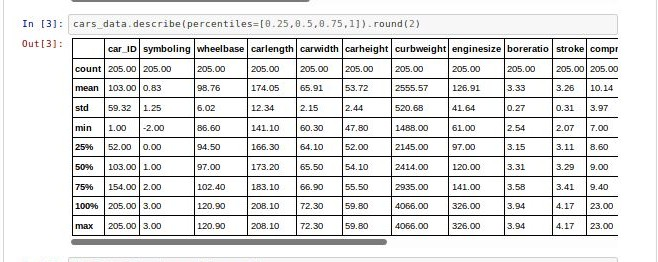 In [3]: cars_data.describe(percentiles=[0.25,0.5,0.75,1]).round(2)
Out[3]:
car_ID symboling wheelbase carlength carwidth carheight curbweight enginesize boreratio stroke compr
count 205.00 205.00 205.00 205.00 205.00 205.00 205.00 205.00 205.00 205.00 205.00
mean 103.00 0.83 98.76 174.05 65.91 53.72 2555.57 126.91 3.33 3.26 10.14
std 59.32 1.25 6.02 12.34 2.15 2.44 520.68 41.64 0.27 0.31 3.97
min 1.00 -2.00 86.60 141.10 60.30 47.80 1488.00 61.00 2.54 2.07 7.00
25% 52.00 0.00 94.50 166.30 64.10 52.00 2145.00 97.00 3.15 3.11 8.60
50% 103.00 1.00 97.00 173.20 65.50 54.10 2414.00 120.00 3.31 3.29 9.00
75% 154.00 2.00 102.40 183.10 66.90 55.50 2935.00 141.00 3.58 3.41 9.40
100% 205.00 3.00 120.90 208.10 72.30 59.80 4066.00 326.00 3.94 4.17 23.00
max 205.00 3.00 120.90 208.10 72.30 59.80 4066.00 326.00 3.94 4.17 23.00